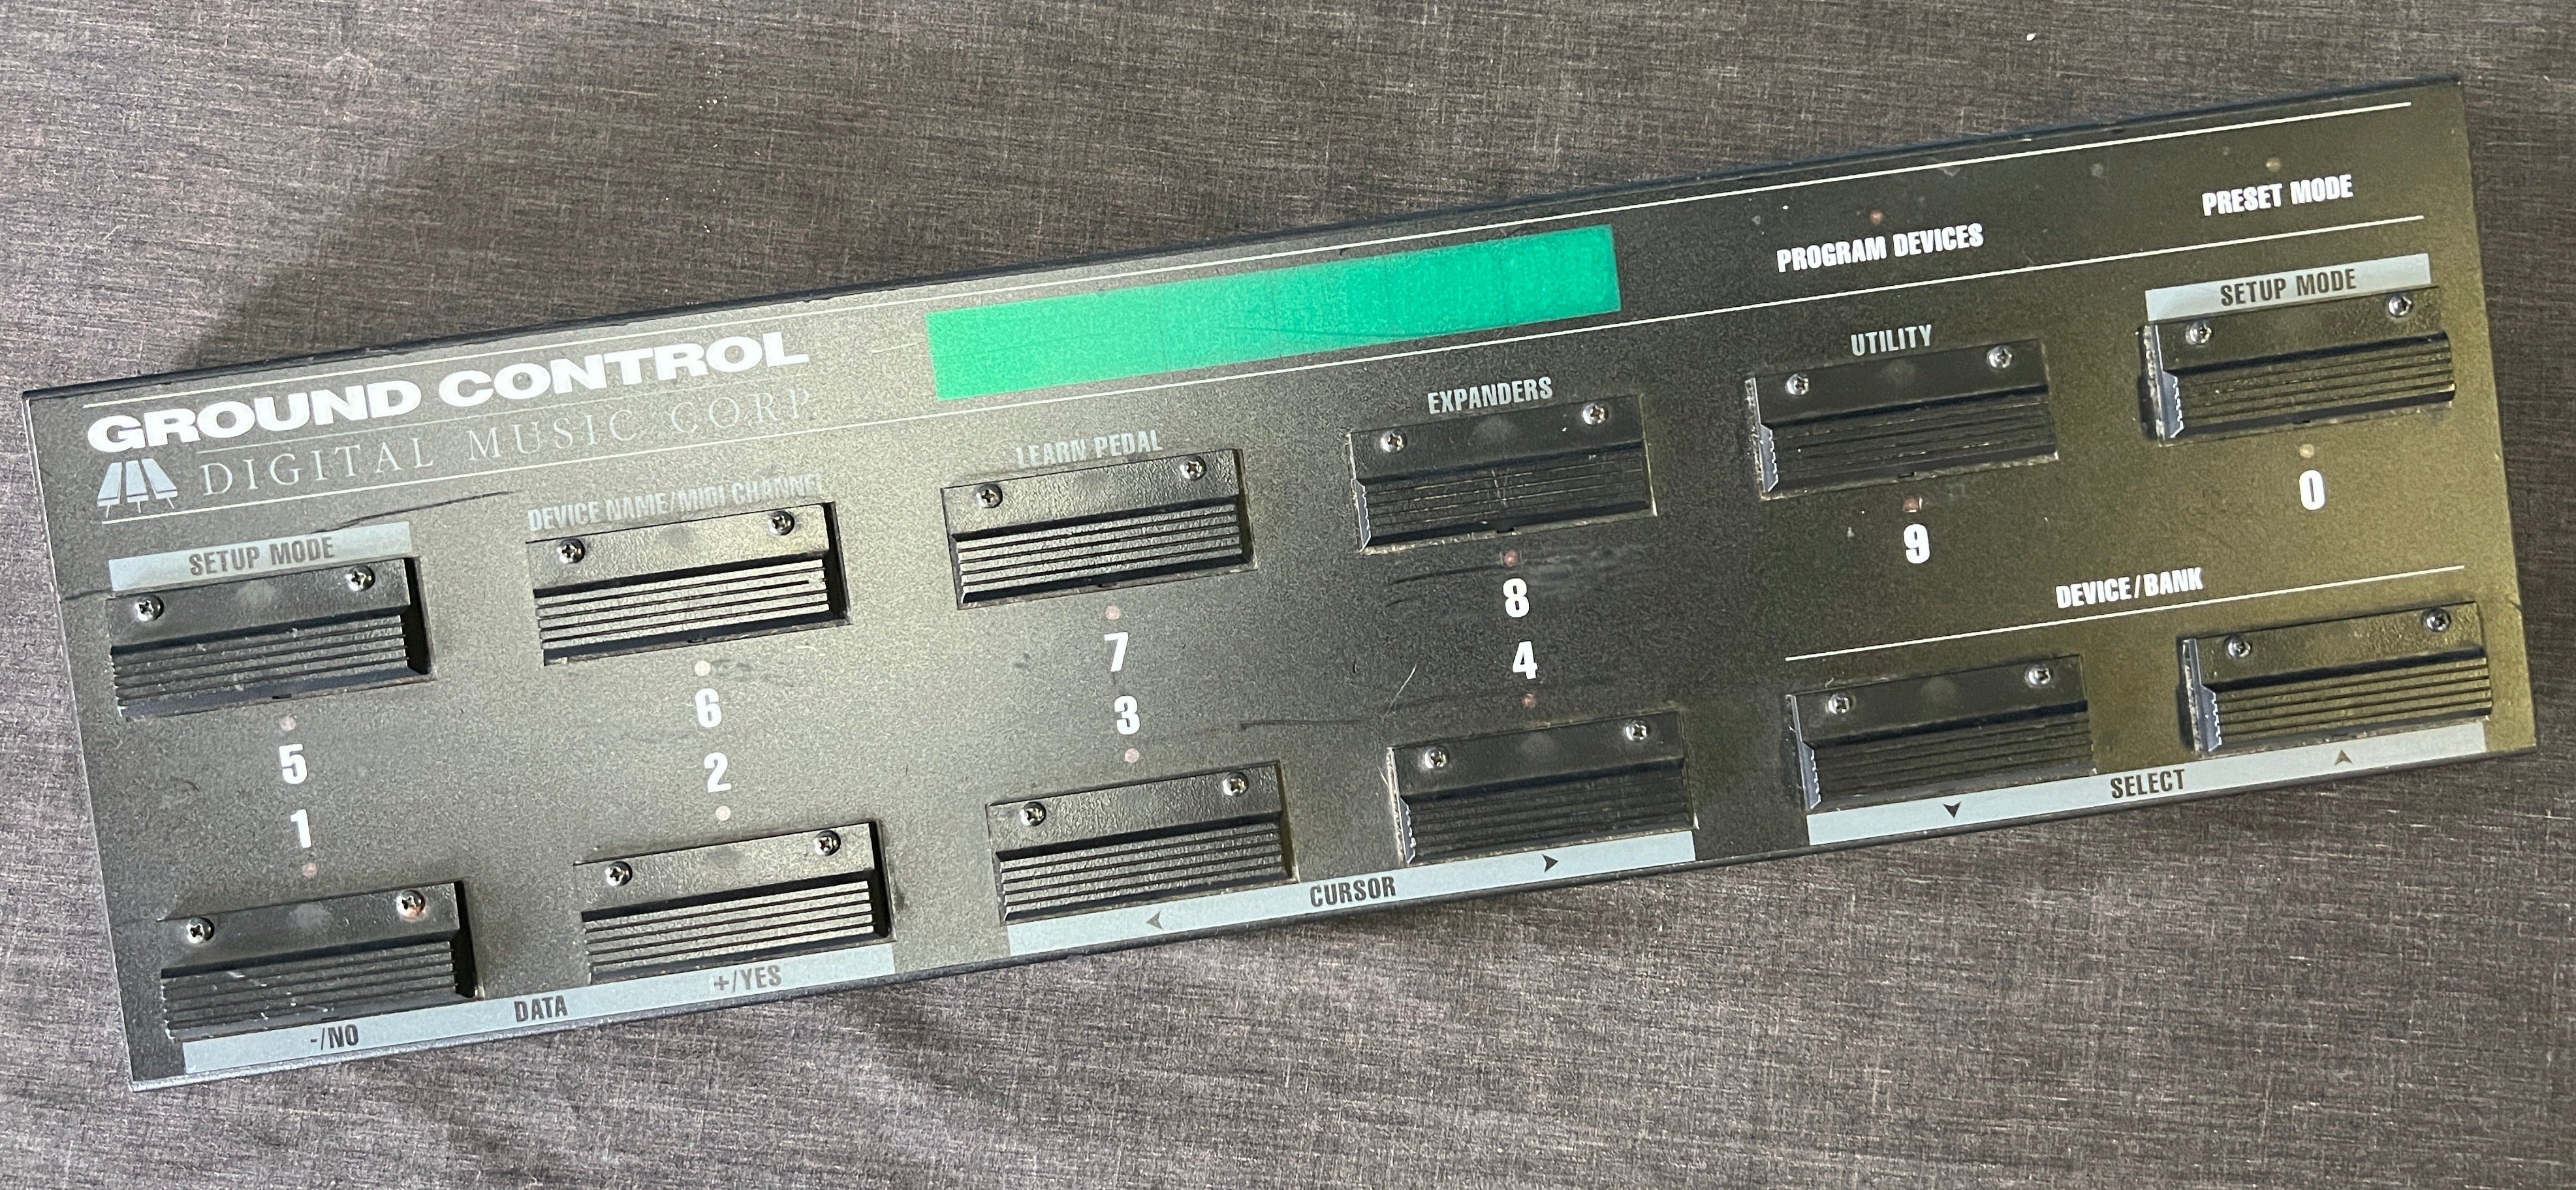 GROUND CONTROL
DIGITAL MUSIC CORP
PROGRAM DEVICES
PRESET MODE
SETUP MODE
DEVICE NAME/MIDI CHANNEL
LEARN PEDAL
EXPANDERS
UTILITY
SETUP MODE
5
6
7
8
9
0
1
2
3
4
DEVICE/BANK
-/NO
DATA
+/YES
CURSOR
SELECT